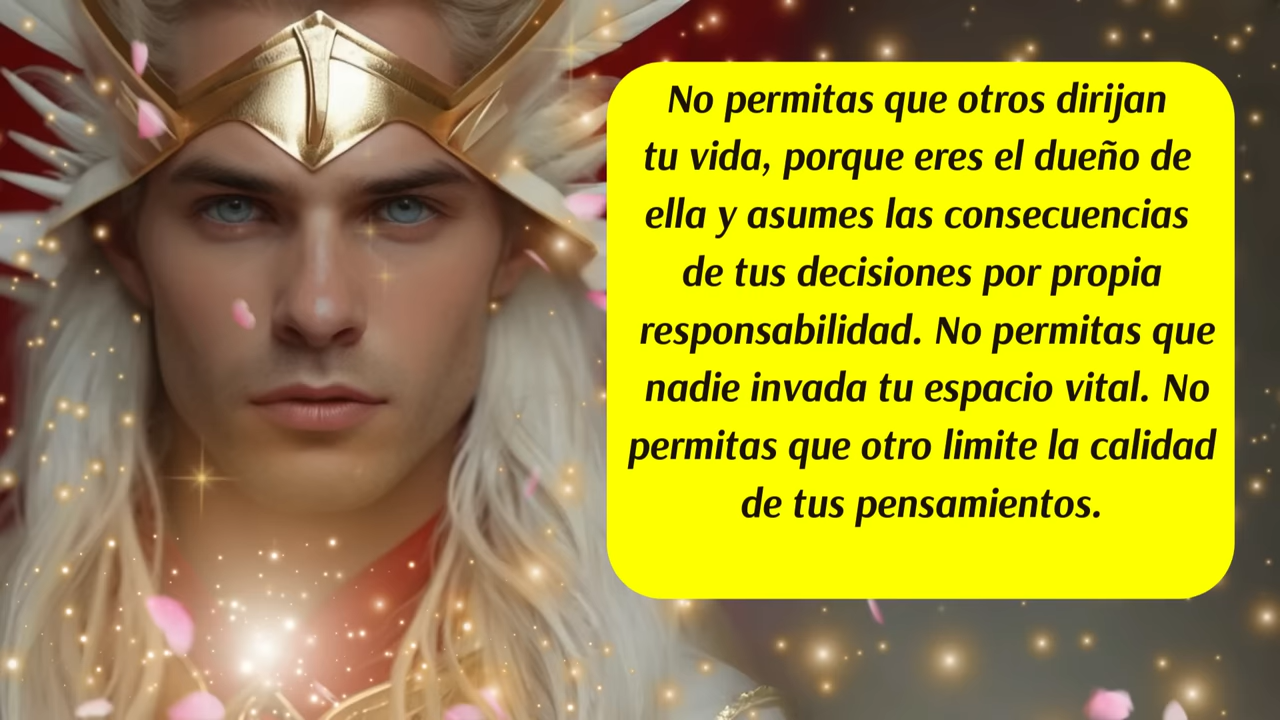 No permitas que otros dirijan
tu vida, porque eres el dueño de
ella y asumes las consecuencias
de tus decisiones por propia
responsabilidad. No permitas que
nadie invada tu espacio vital. No
permitas que otro limite la calidad
de tus pensamientos.